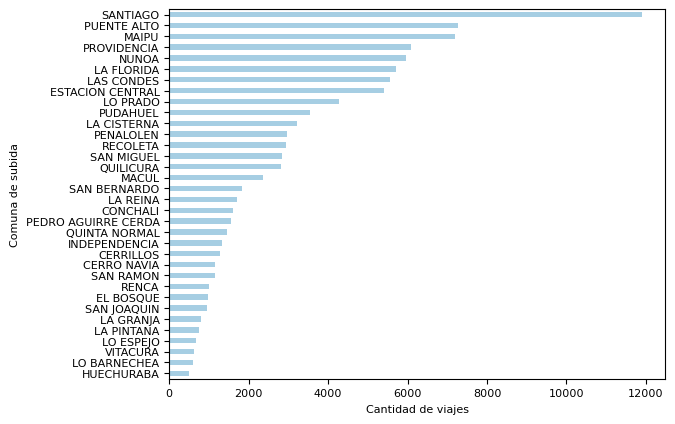 SANTIAGO
PUENTE ALTO
MAIPU
PROVIDENCIA
NUNOA
LA FLORIDA
LAS CONDES
ESTACION CENTRAL
LO PRADO
PUDAHUEL
LA CISTERNA
PENALOLEN
RECOLETA
SAN MIGUEL
QUILICURA
MACUL
SAN BERNARDO
LA REINA
CONCHALI
PEDRO AGUIRRE CERDA
QUINTA NORMAL
INDEPENDENCIA
CERRILLOS
CERRO NAVIA
SAN RAMON
RENCA
EL BOSQUE
SAN JOAQUIN
LA GRANJA
LA PINTANA
LO ESPEJO
VITACURA
LO BARNECHEA
HUECHURABA
Comuna de subida
0 2000 4000 6000 8000 10000 12000
Cantidad de viajes